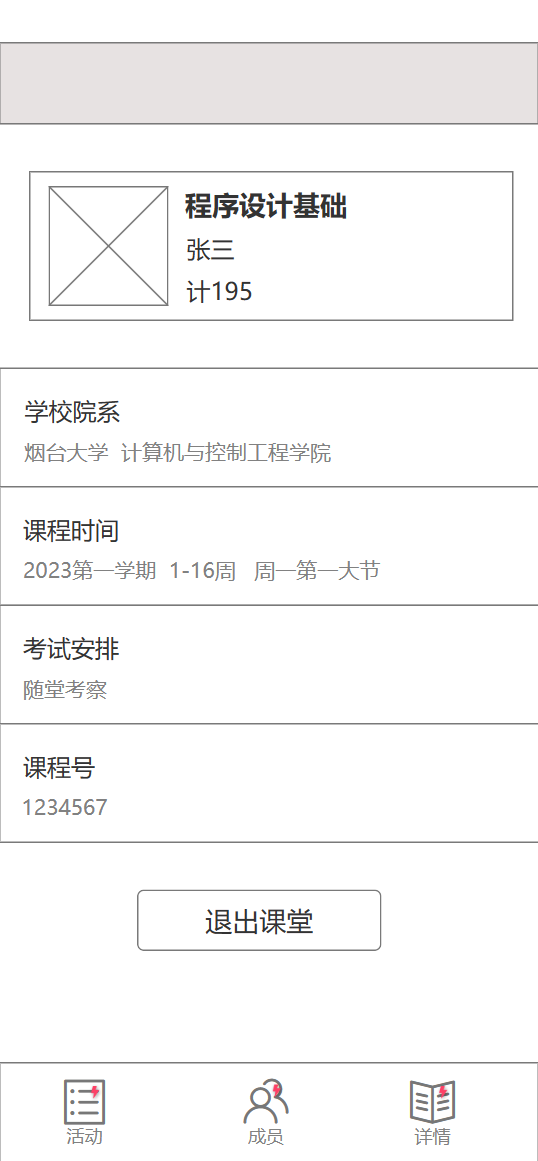 程序设计基础
张三
计195
学校院系
烟台大学  计算机与控制工程学院
课程时间
2023第一学期  1-16周   周一第一大节
考试安排
随堂考察
课程号
1234567
退出课堂
活动 成员 详情